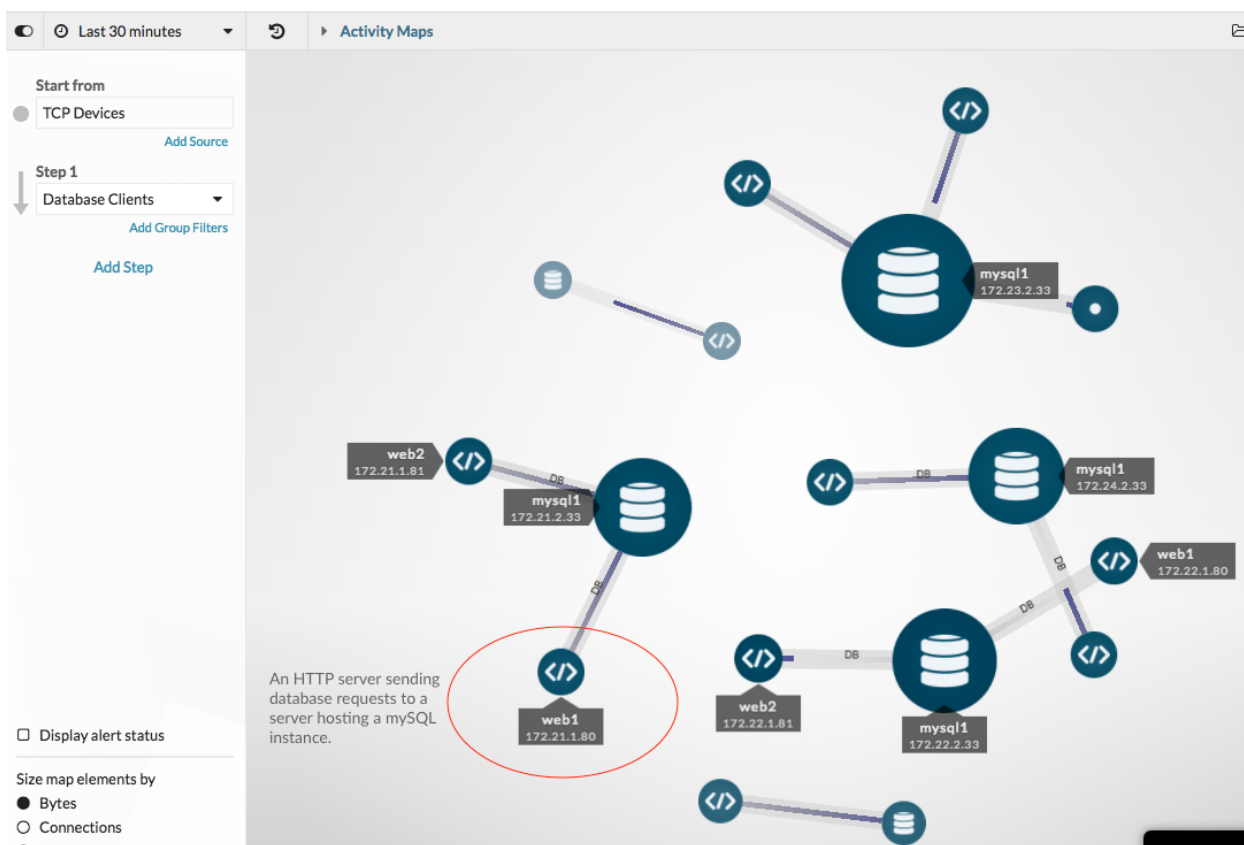 Last 30 minutes
Activity Maps
Start from
TCP Devices
Add Source
Step 1
Database Clients
Add Group Filters
Add Step
mysql1
172.23.2.33
web2
172.21.1.81
DB
mysql1
172.21.2.33
DB
web1
172.21.1.80
An HTTP server sending
database requests to a
server hosting a mySQL
instance.
DB
mysql1
172.24.2.33
DB
web1
172.22.1.80
DB
DB
web2
172.22.1.81
mysql1
172.22.2.33
Display alert status
Size map elements by
Bytes
Connections